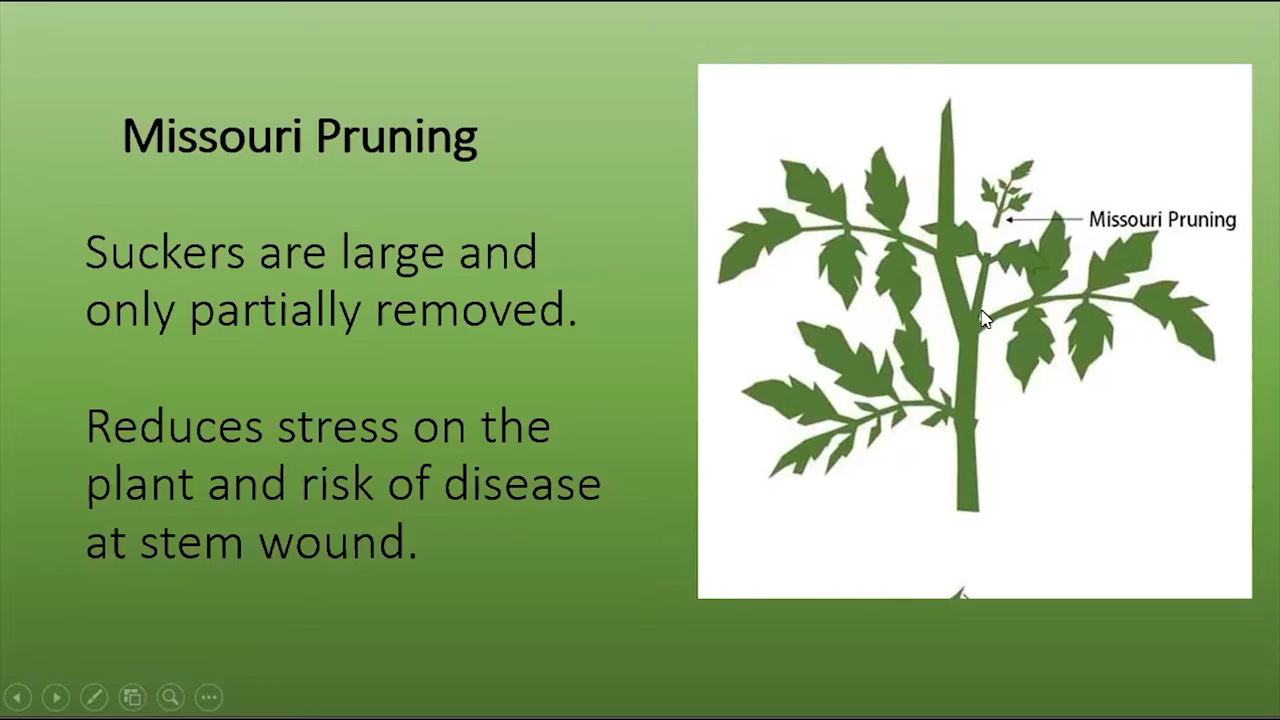 Missouri Pruning
Suckers are large and
only partially removed.
Reduces stress on the
plant and risk of disease
at stem wound.
Missouri Pruning